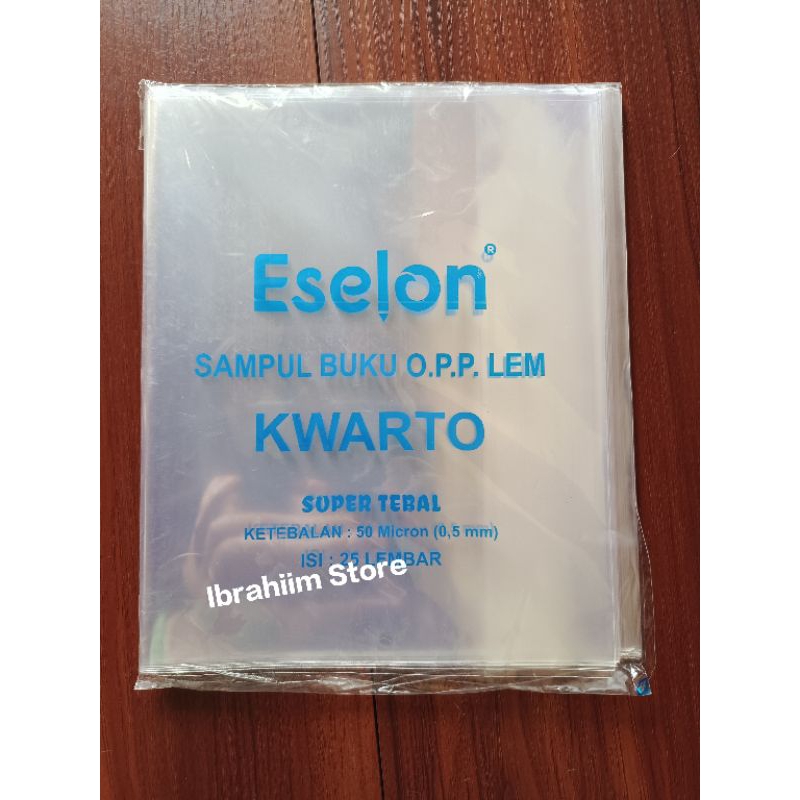 Eselon®
SAMPUL BUKU O.P.P. LEM
KWARTO
SUPER TEBAL
KETEBALAN : 50 Micron (0,5 mm)
ISI : 25 LEMBAR
Ibrahiim Store